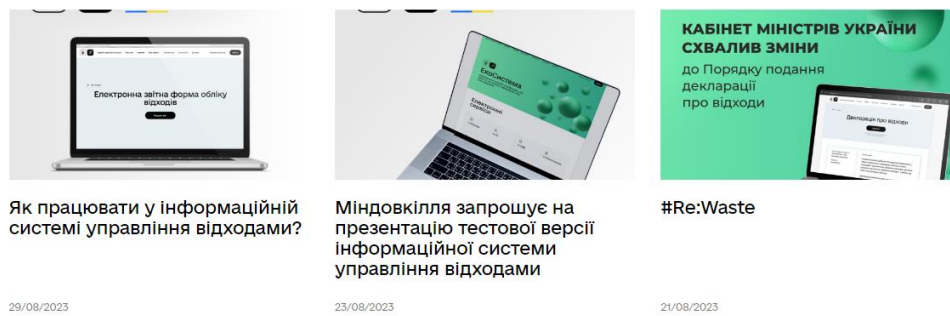 Електронна звітна форма обліку
відходів
Як працювати у інформаційній
системі управління відходами?
29/08/2023
ЕкоСистема
Електронні
сервіси
Міндовкілля запрошує на
презентацію тестової версії
інформаційної системи
управління відходами
23/08/2023
КАБІНЕТ МІНІСТРІВ УКРАЇНИ
СХВАЛИВ ЗМІНИ
до Порядку подання
декларації
про відходи
Декларація про відходи
#Re:Waste
21/08/2023